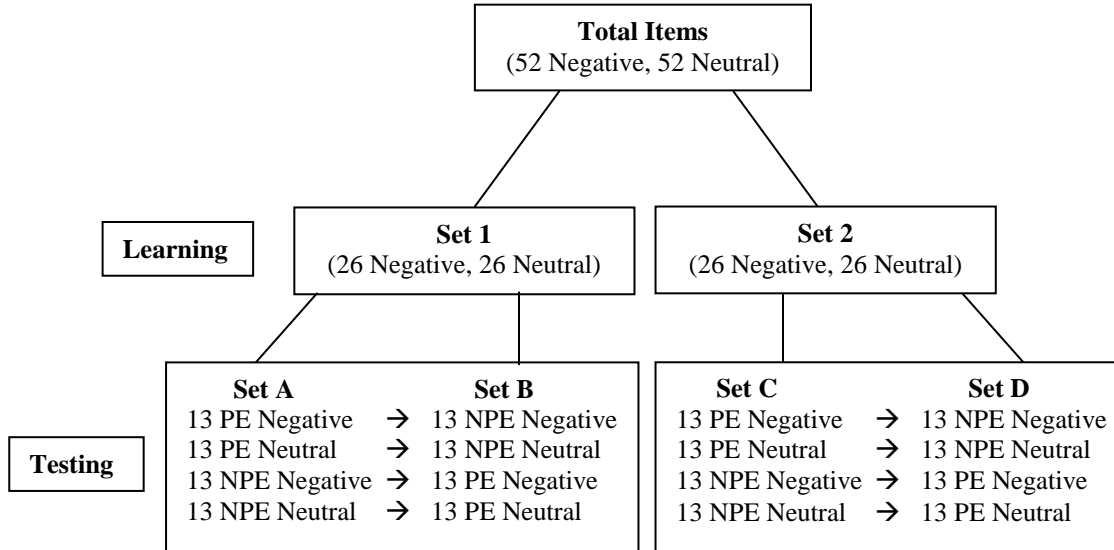 Total Items
(52 Negative, 52 Neutral)
Learning
Set 1
(26 Negative, 26 Neutral)
Set 2
(26 Negative, 26 Neutral)
Testing
Set A Set B
13 PE Negative → 13 NPE Negative
13 PE Neutral → 13 NPE Neutral
13 NPE Negative → 13 PE Negative
13 NPE Neutral → 13 PE Neutral
Set C Set D
13 PE Negative → 13 NPE Negative
13 PE Neutral → 13 NPE Neutral
13 NPE Negative → 13 PE Negative
13 NPE Neutral → 13 PE Neutral